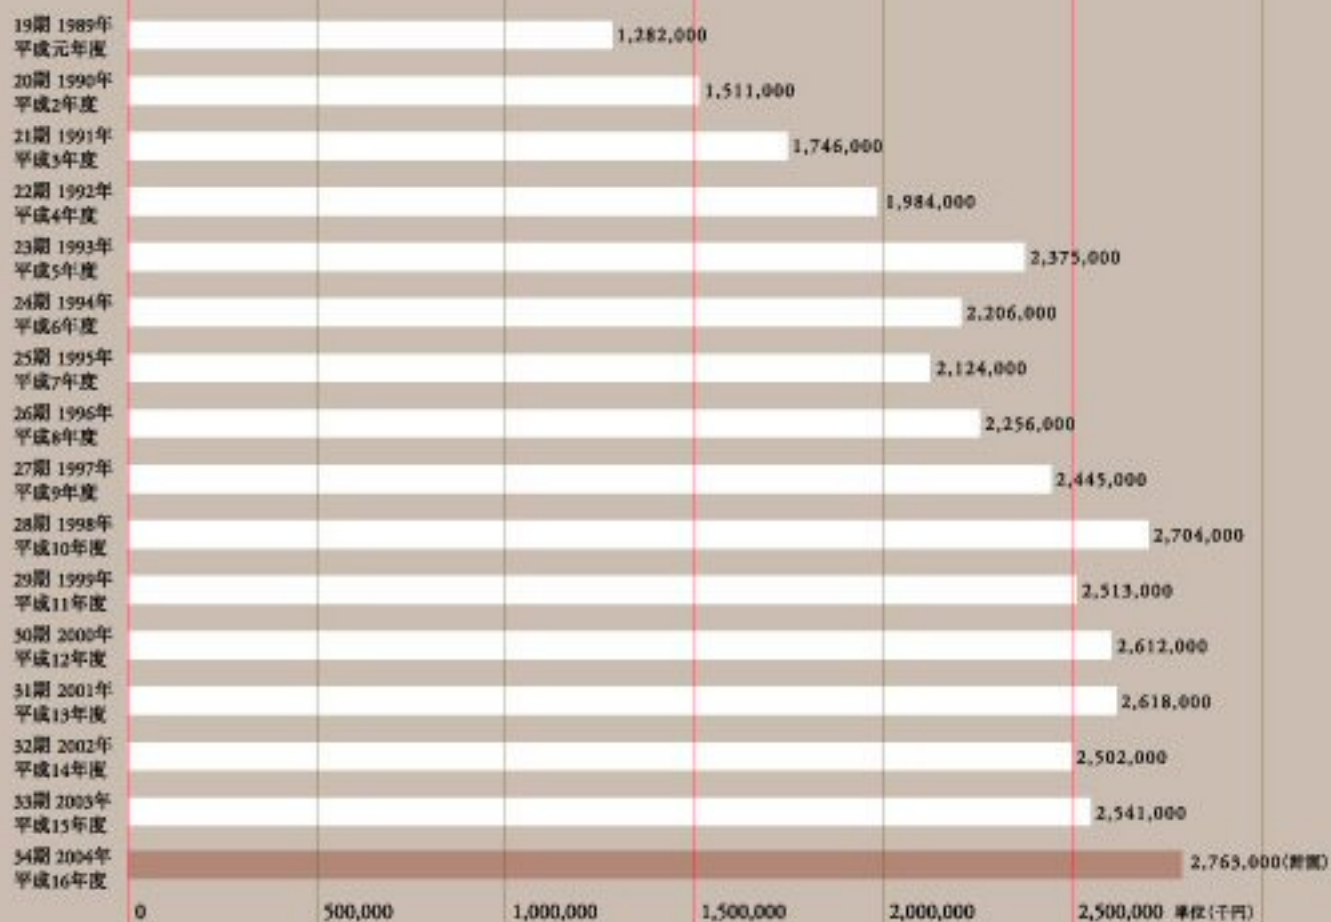 19期 1989年
平成元年度
1,282,000
20期 1990年
平成2年度
1,511,000
21期 1991年
平成3年度
1,746,000
22期 1992年
平成4年度
1,984,000
23期 1993年
平成5年度
2,375,000
24期 1994年
平成6年度
2,206,000
25期 1995年
平成7年度
2,124,000
26期 1996年
平成8年度
2,256,000
27期 1997年
平成9年度
2,445,000
28期 1998年
平成10年度
2,704,000
29期 1999年
平成11年度
2,513,000
30期 2000年
平成12年度
2,612,000
31期 2001年
平成13年度
2,618,000
32期 2002年
平成14年度
2,502,000
33期 2003年
平成15年度
2,541,000
34期 2004年
平成16年度
2,763,000
0 500,000 1,000,000 1,500,000 2,000,000 2,500,000 単位(千円)